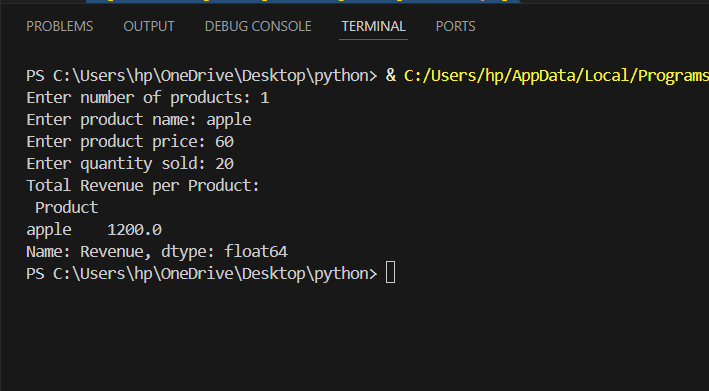 PROBLEMS OUTPUT DEBUG CONSOLE TERMINAL PORTS
PS C:\Users\hp\OneDrive\Desktop\python> & C:/Users/hp/AppData/Local/Programs
Enter number of products: 1
Enter product name: apple
Enter product price: 60
Enter quantity sold: 20
Total Revenue per Product:
 Product
apple    1200.0
Name: Revenue, dtype: float64
PS C:\Users\hp\OneDrive\Desktop\python>